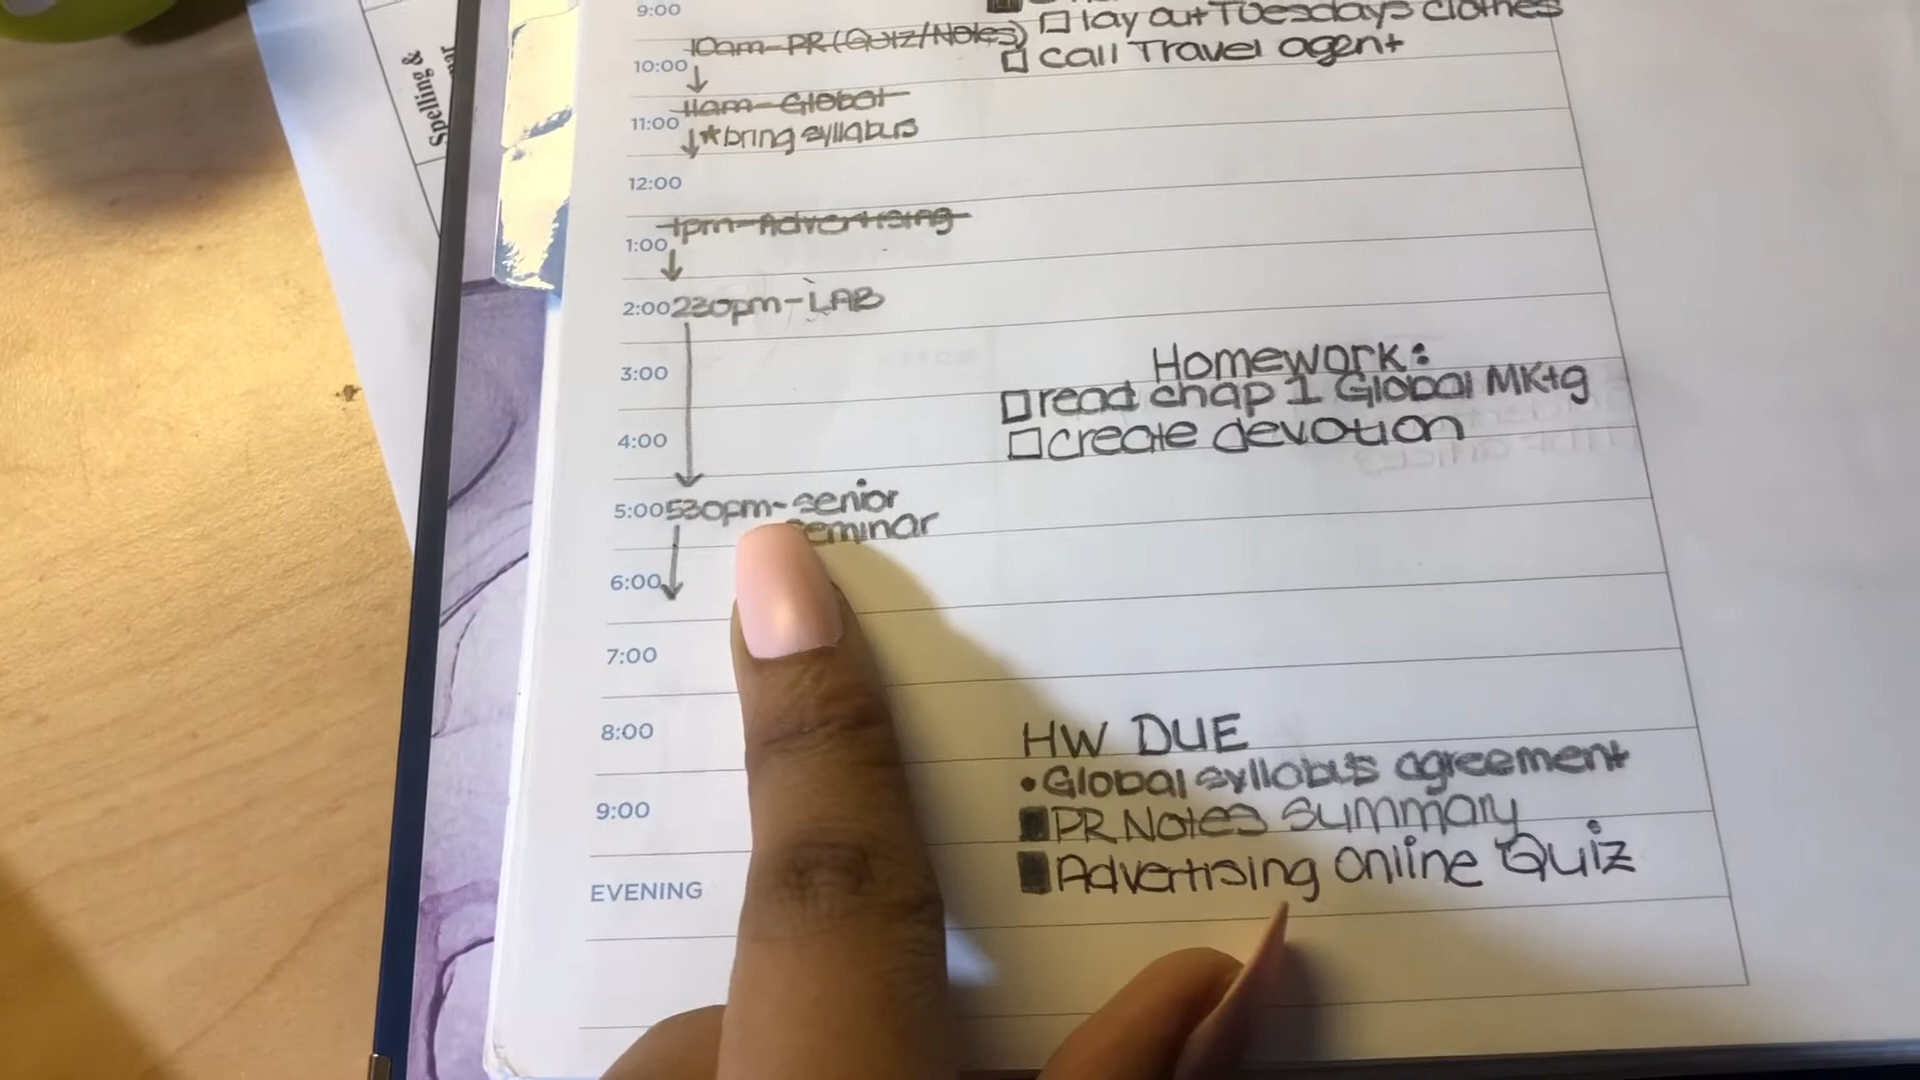 Spelling &
9:00
lay out Tuesdays clothes
10am-PR(Quiz/Notes)
10:00
call Travel agent
11am-Global
11:00
*bring syllabus
12:00
1pm-Advertising
1:00
2:00 230pm-LAB
3:00
Homework:
read chap 1 Global Mktg
4:00
create devotion
5:00 530pm-senior
seminar
6:00
7:00
8:00
HW DUE
•Global syllabus agreement
9:00
PR Notes Summary
Advertising Online Quiz
EVENING